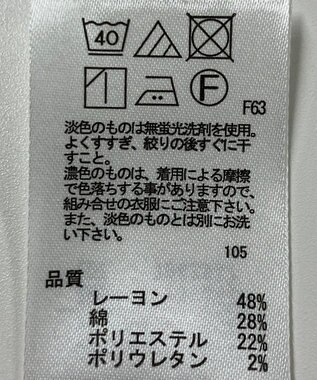 40
F
F63
淡色のものは無蛍光洗剤を使用。
よくすすぎ、絞りの後すぐに干
すこと。
濃色のものは、着用による摩擦
で色落ちする事がありますので、
組み合せの衣服にご注意下さい。
また、淡色のものとは別にお洗
い下さい。
105
品質
レーヨン 48%
綿 28%
ポリエステル 22%
ポリウレタン 2%